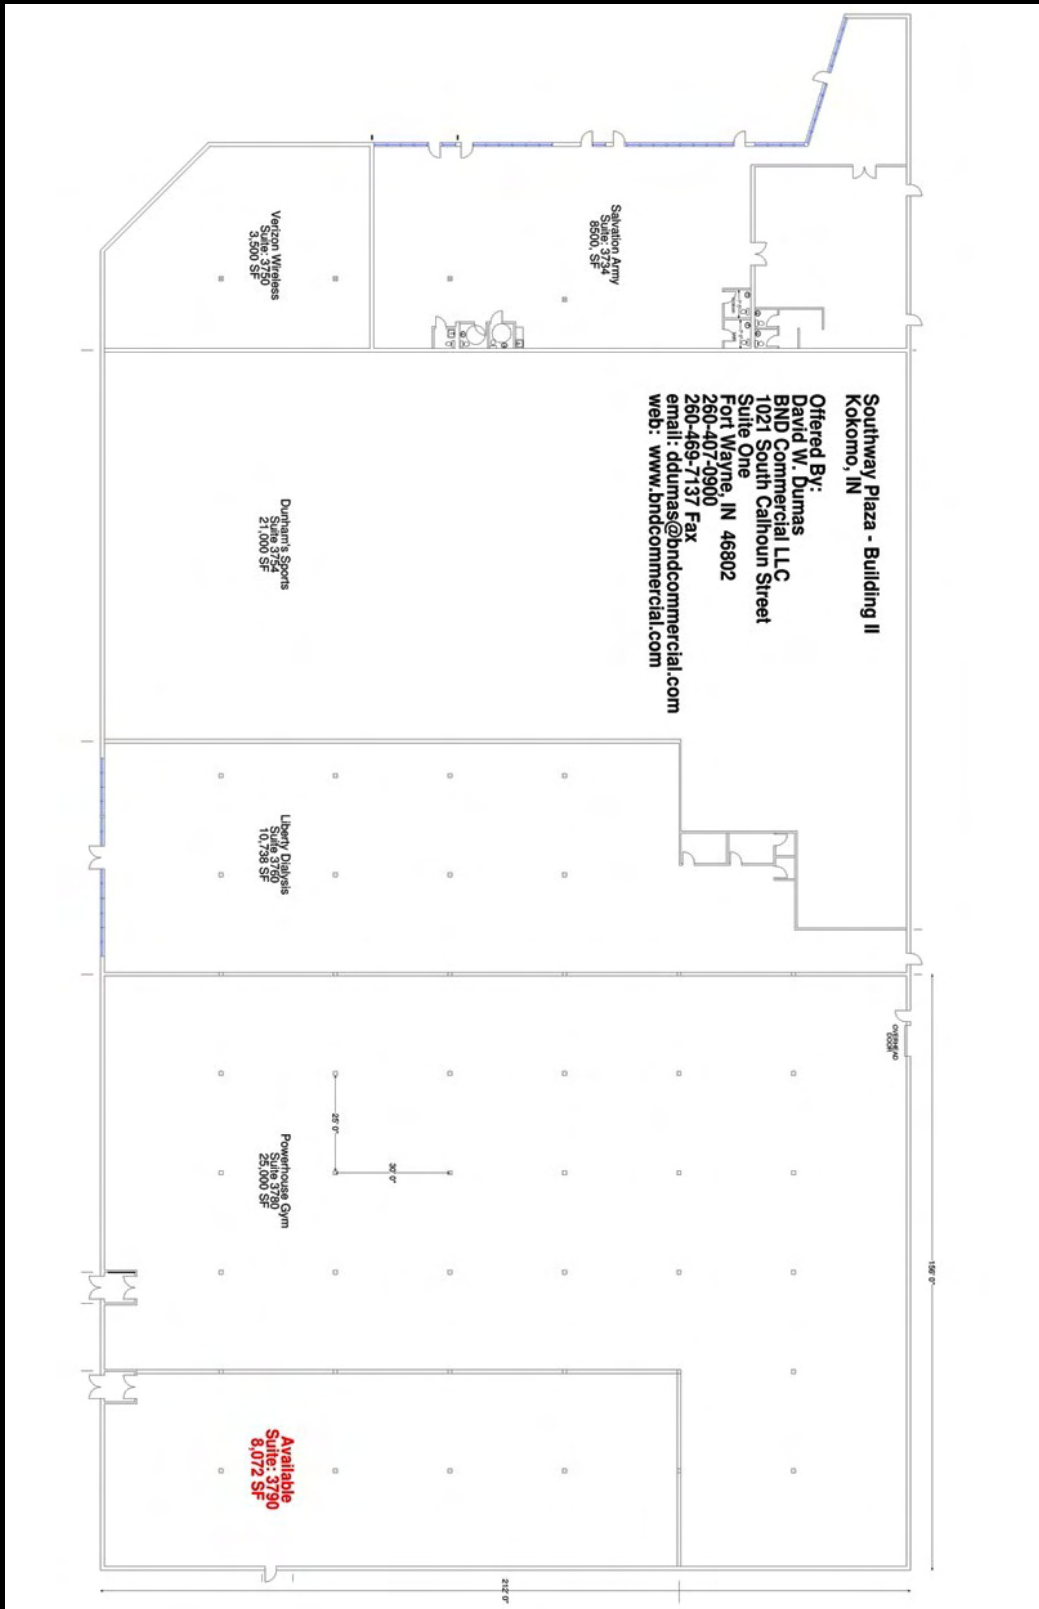 Southway Plaza - Building II
Kokomo, IN
Offered By:
David W. Dumas
BND Commercial LLC
1021 South Calhoun Street
Suite One
Fort Wayne, IN 46802
260-407-0900
260-469-7137 Fax
email: ddumas@bndcommercial.com
web: www.bndcommercial.com
Salvation Army
Suite: 3734
8500, SF
Verizon Wireless
Suite: 3750
3,500 SF
Dunham's Sports
Suite 3754
21,000 SF
Liberty Dialysis
Suite 3760
10,738 SF
OVERHEAD
DOOR
25' 0"
30' 0"
Powerhouse Gym
Suite 3780
25,000 SF
156' 0"
Available
Suite: 3790
8,072 SF
212' 0"